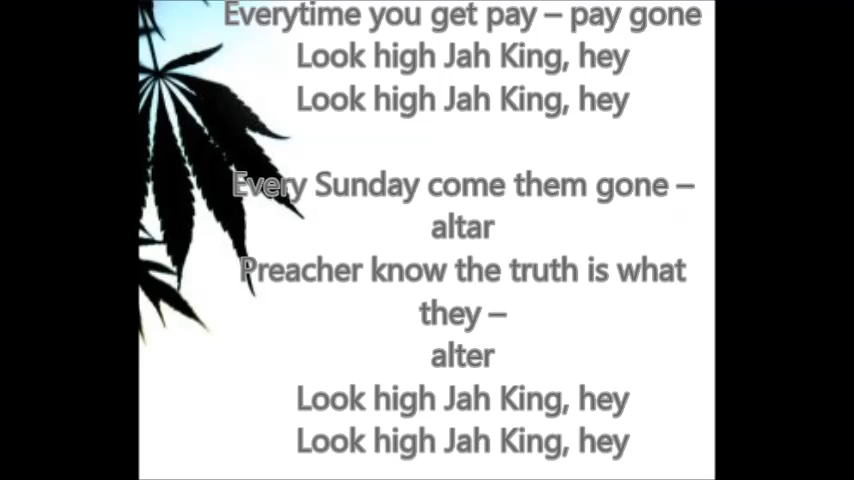 Everytime you get pay – pay gone
Look high Jah King, hey
Look high Jah King, hey
Every Sunday come them gone –
altar
Preacher know the truth is what
they –
alter
Look high Jah King, hey
Look high Jah King, hey